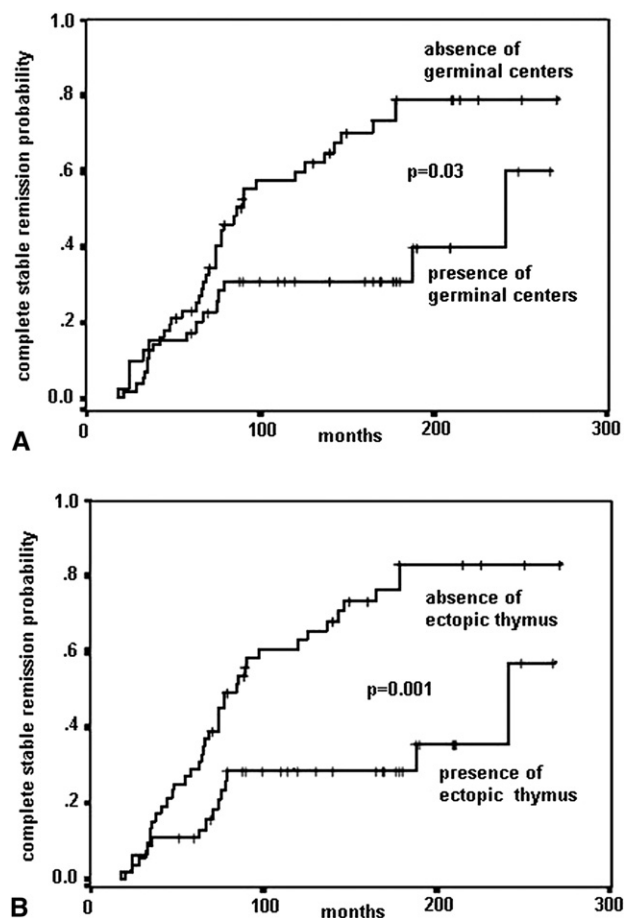 1.0
absence of
germinal centers
.8
.6
p=0.03
.4
presence of
germinal centers
.2
0.0
complete stable remission probability
0
100
200
300
months
A
1.0
.8
absence of
ectopic thymus
.6
p=0.001
.4
presence of
ectopic thymus
.2
0.0
complete stable remission probability
0
100
200
300
months
B